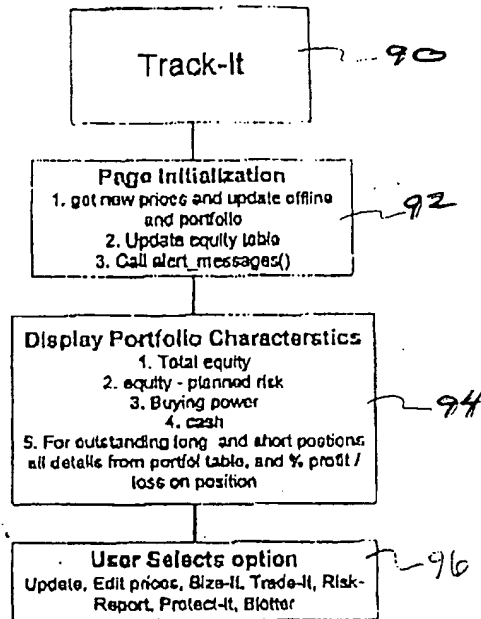 Track-It
90
Page Initialization
1. get new prices and update offline
and portfolio
2. Update equity table
3. Call alert_messages()
92
Display Portfolio Characterstics
1. Total equity
2. equity - planned risk
3. Buying power
4. cash
5. For outstanding long and short postions
all details from portfol table, and % profit /
loss on position
94
User Selects option
Update, Edit prices, Size-It, Trade-It, Risk-
Report, Protect-It, Blotter
96